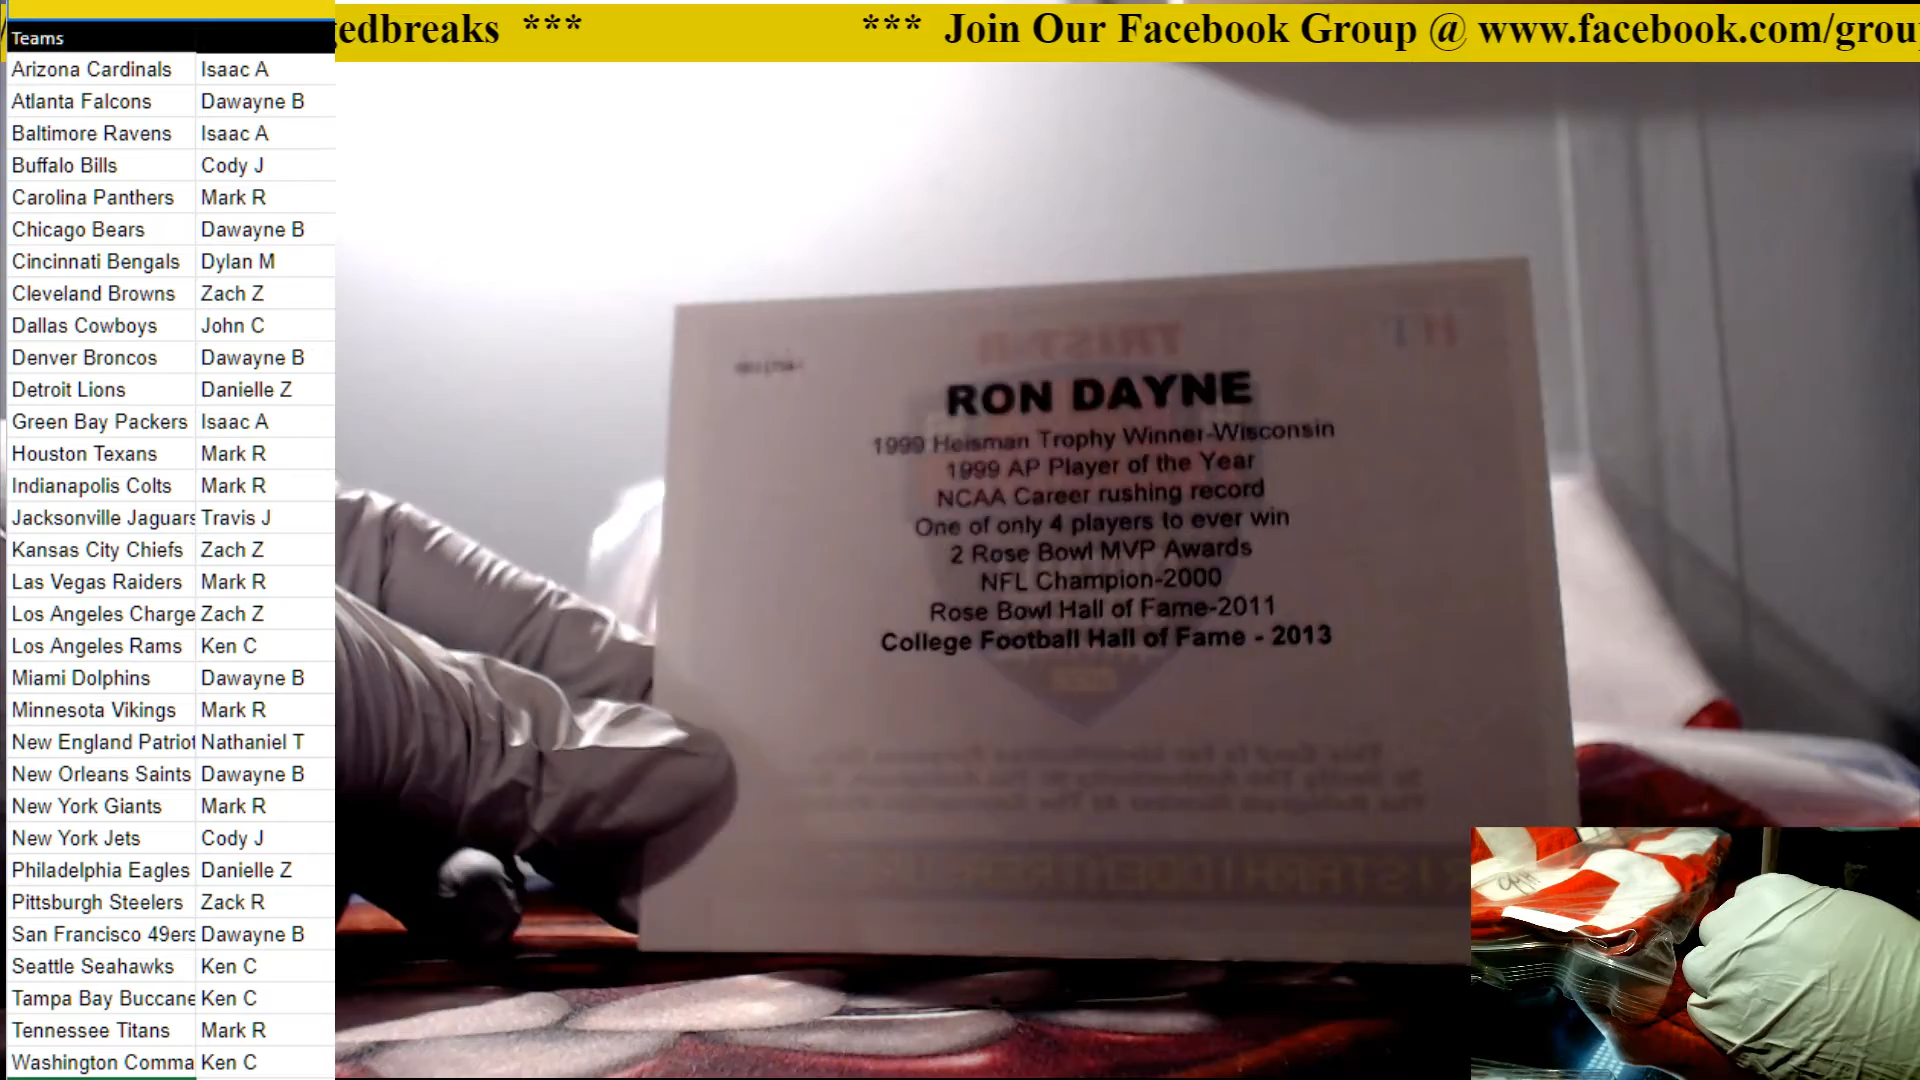 edbreaks *** *** Join Our Facebook Group @ www.facebook.com/grou
Teams
Arizona Cardinals Isaac A
Atlanta Falcons Dawayne B
Baltimore Ravens Isaac A
Buffalo Bills Cody J
Carolina Panthers Mark R
Chicago Bears Dawayne B
Cincinnati Bengals Dylan M
Cleveland Browns Zach Z
Dallas Cowboys John C
Denver Broncos Dawayne B
Detroit Lions Danielle Z
Green Bay Packers Isaac A
Houston Texans Mark R
Indianapolis Colts Mark R
Jacksonville Jaguars Travis J
Kansas City Chiefs Zach Z
Las Vegas Raiders Mark R
Los Angeles Charge Zach Z
Los Angeles Rams Ken C
Miami Dolphins Dawayne B
Minnesota Vikings Mark R
New England Patriot Nathaniel T
New Orleans Saints Dawayne B
New York Giants Mark R
New York Jets Cody J
Philadelphia Eagles Danielle Z
Pittsburgh Steelers Zack R
San Francisco 49ers Dawayne B
Seattle Seahawks Ken C
Tampa Bay Buccane Ken C
Tennessee Titans Mark R
Washington Comma Ken C
RON DAYNE
1999 Heisman Trophy Winner-Wisconsin
1999 AP Player of the Year
NCAA Career rushing record
One of only 4 players to ever win
2 Rose Bowl MVP Awards
NFL Champion-2000
Rose Bowl Hall of Fame-2011
College Football Hall of Fame - 2013